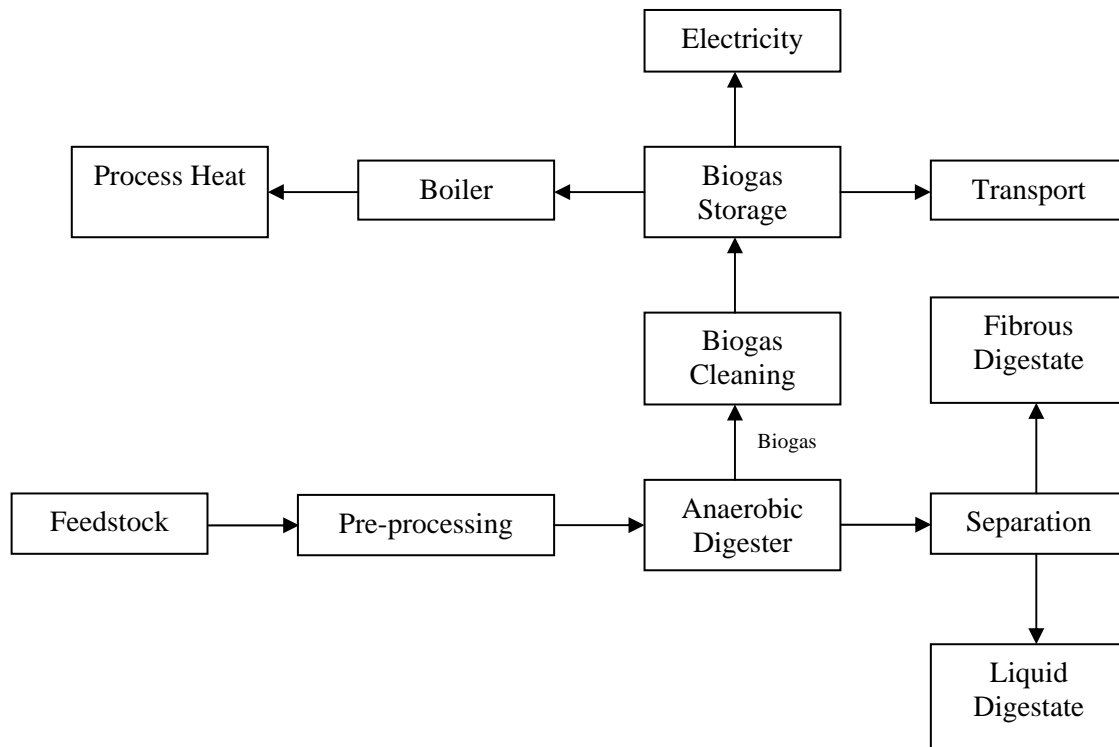 Electricity
Process Heat
Boiler
Biogas
Storage
Transport
Biogas
Cleaning
Fibrous
Digestate
Biogas
Feedstock
Pre-processing
Anaerobic
Digester
Separation
Liquid
Digestate